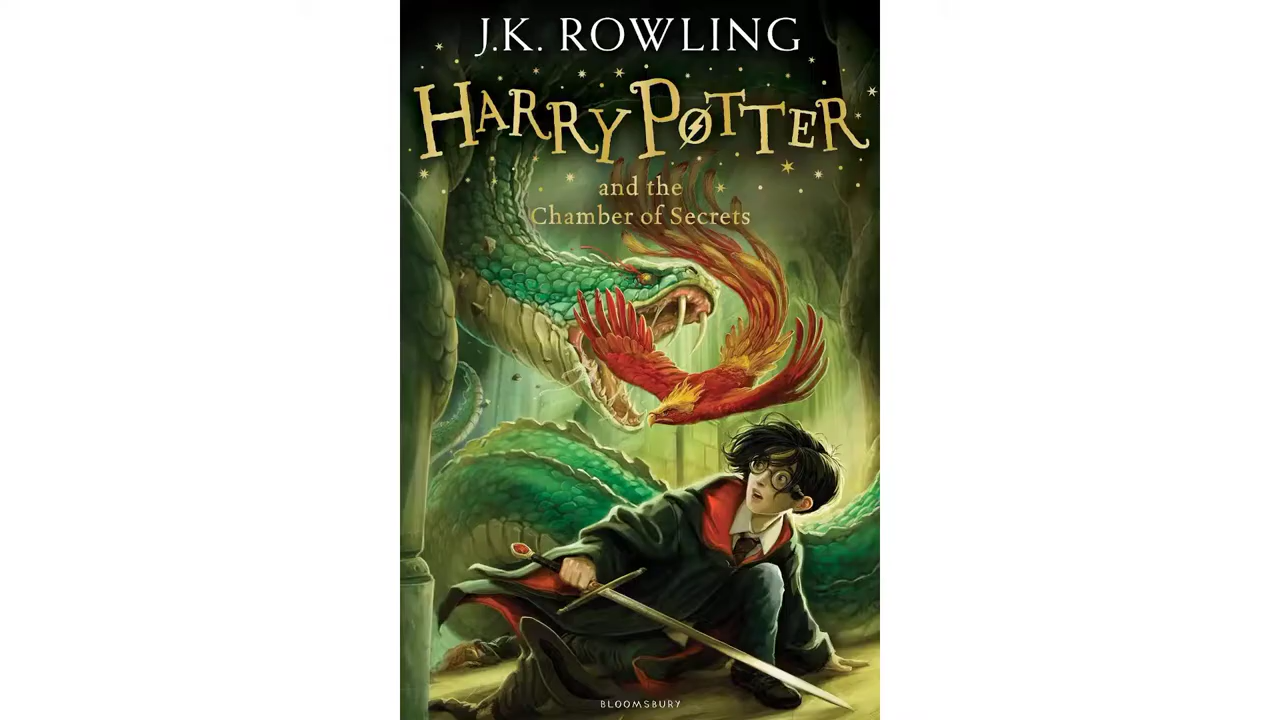 J.K. ROWLING
HARRY POTTER
and the
Chamber of Secrets
BLOOMSBURY